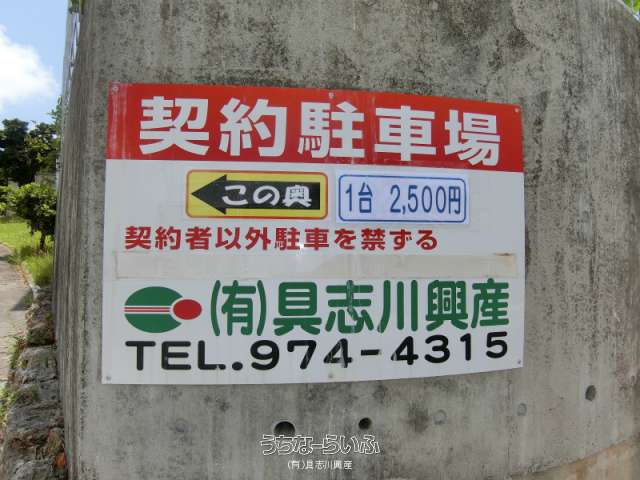 契約駐車場
この奥
1台 2,500円
契約者以外駐車を禁ずる
(有)具志川興産
TEL.974-4315
うちなーらいふ
(有)具志川興産